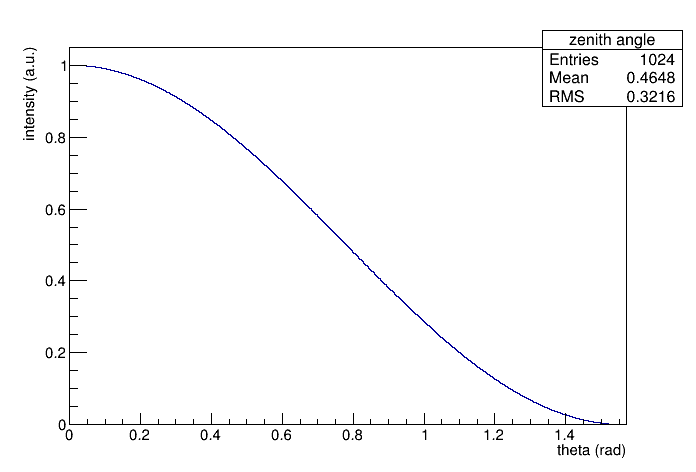 zenith angle
Entries 1024
Mean 0.4648
RMS 0.3216
intensity (a.u.)
1
0.8
0.6
0.4
0.2
0
0 0.2 0.4 0.6 0.8 1 1.2 1.4
theta (rad)